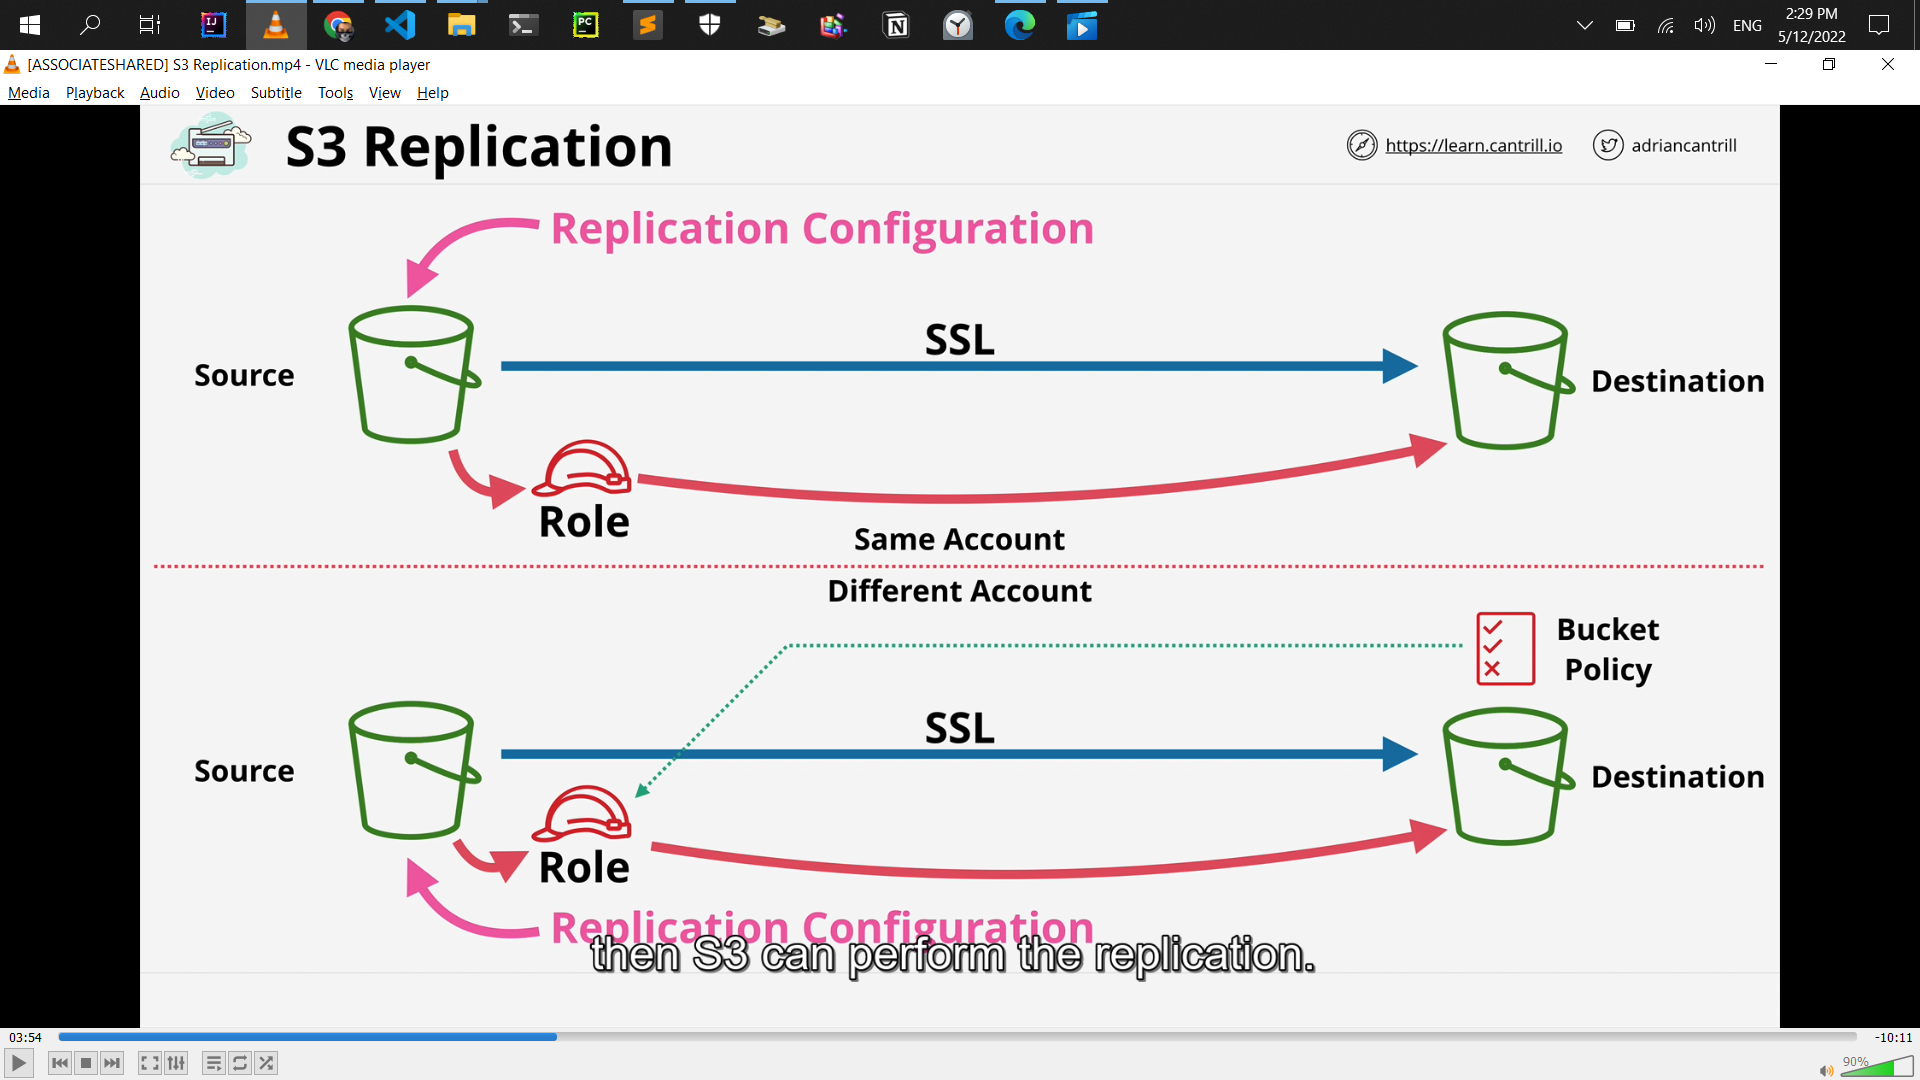 ENG
2:29 PM
5/12/2022
[ASSOCIATESHARED] S3 Replication.mp4 - VLC media player
Media Playback Audio Video Subtitle Tools View Help
S3 Replication
https://learn.cantrill.io
adriancantrill
Replication Configuration
SSL
Source
Destination
Role
Same Account
Different Account
Bucket
Policy
SSL
Source
Destination
Role
Replication Configuration
then S3 can perform the replication.
03:54
-10:11
90%